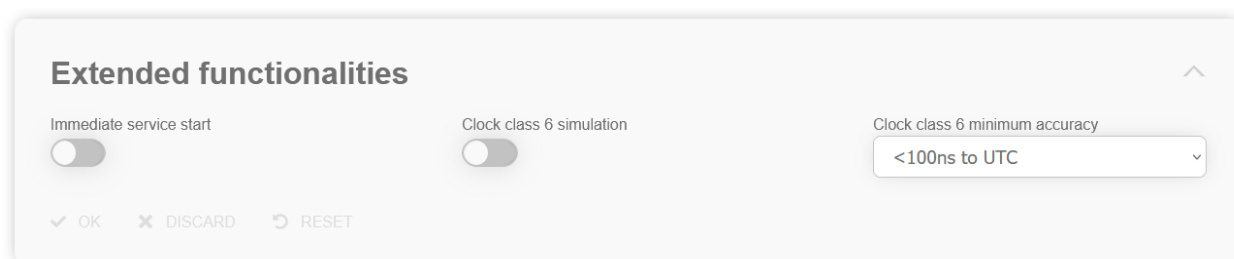 Extended functionalities
Immediate service start
Clock class 6 simulation
Clock class 6 minimum accuracy
<100ns to UTC
OK
DISCARD
RESET